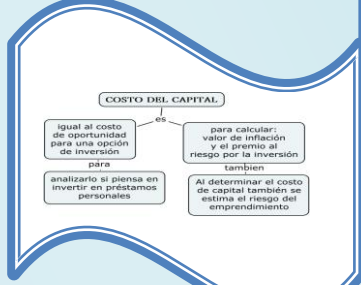 COSTO DEL CAPITAL
es
igual al costo
de oportunidad
para una opción
de inversión
para
analizarlo si piensa en
invertir en préstamos
personales
para calcular:
valor de inflación
y el premio al
riesgo por la inversión
tambien
Al determinar el costo
de capital también se
estima el riesgo del
emprendimiento